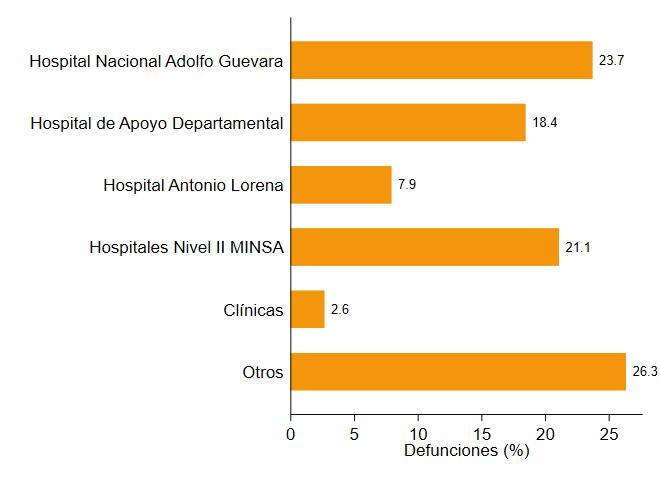 Hospital Nacional Adolfo Guevara 23.7
Hospital de Apoyo Departamental 18.4
Hospital Antonio Lorena 7.9
Hospitales Nivel II MINSA 21.1
Clínicas 2.6
Otros 26.3
0 5 10 15 20 25
Defunciones (%)